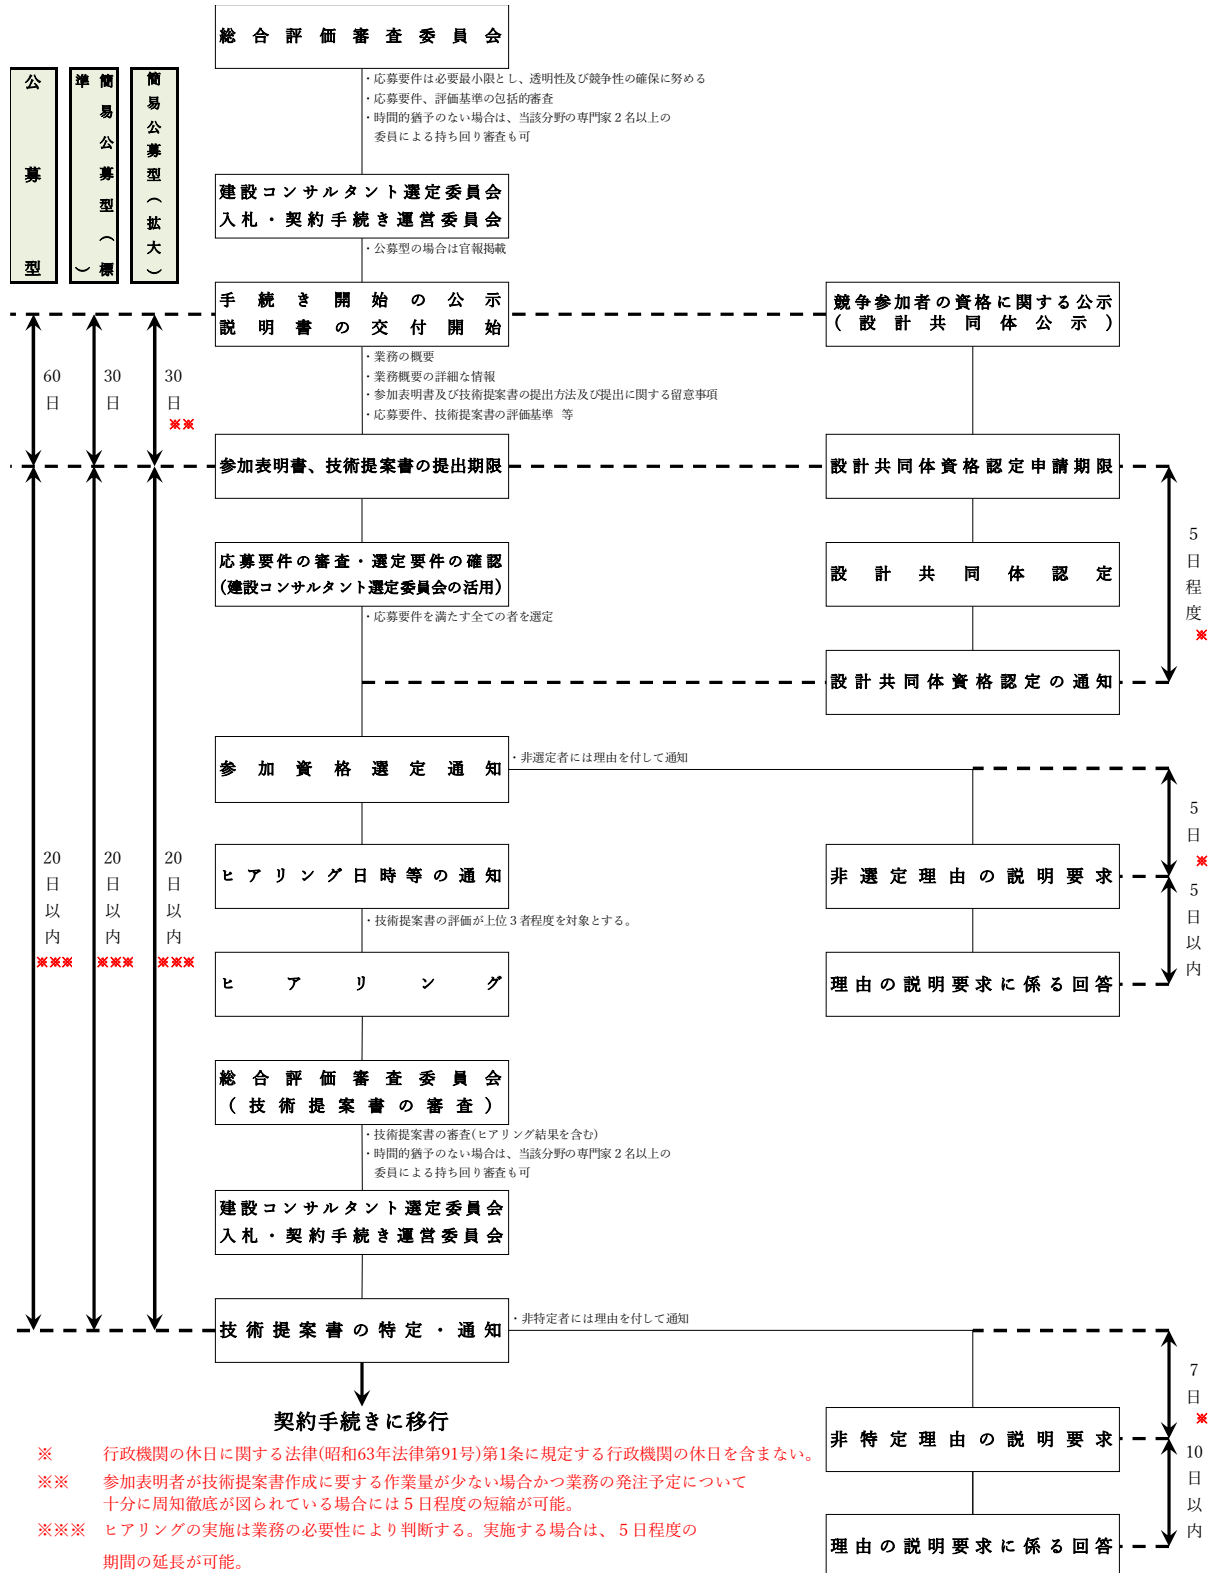 総合評価審査委員会
・応募要件は必要最小限とし、透明性及び競争性の確保に努める
・応募要件、評価基準の包括的審査
・時間的猶予のない場合は、当該分野の専門家２名以上の
委員による持ち回り審査も可
公募型
簡易公募型（標
準）
簡易公募型（拡大）
建設コンサルタント選定委員会
入札・契約手続き運営委員会
・公募型の場合は官報掲載
手続き開始の公示
説明書の交付開始
競争参加者の資格に関する公示
(設計共同体公示)
・業務の概要
・業務概要の詳細な情報
・参加表明書及び技術提案書の提出方法及び提出に関する留意事項
・応募要件、技術提案書の評価基準 等
60日
30日
30日
※※
参加表明書、技術提案書の提出期限
設計共同体資格認定申請期限
応募要件の審査・選定要件の確認
(建設コンサルタント選定委員会の活用)
・応募要件を満たす全ての者を選定
設計共同体認定
5日程度
※
設計共同体資格認定の通知
参加資格選定通知
・非選定者には理由を付して通知
5日
※
20日以内
※※※
20日以内
※※※
20日以内
※※※
ヒアリング日時等の通知
・技術提案書の評価が上位３者程度を対象とする。
非選定理由の説明要求
5日以内
ヒアリング
理由の説明要求に係る回答
総合評価審査委員会
(技術提案書の審査)
・技術提案書の審査(ヒアリング結果を含む)
・時間的猶予のない場合は、当該分野の専門家２名以上の
委員による持ち回り審査も可
建設コンサルタント選定委員会
入札・契約手続き運営委員会
技術提案書の特定・通知
・非特定者には理由を付して通知
7日
※
契約手続きに移行
非特定理由の説明要求
10日以内
理由の説明要求に係る回答
※ 行政機関の休日に関する法律(昭和63年法律第91号)第1条に規定する行政機関の休日を含まない。
※※ 参加表明者が技術提案書作成に要する作業量が少ない場合かつ業務の発注予定について
十分に周知徹底が図られている場合には５日程度の短縮が可能。
※※※ ヒアリングの実施は業務の必要性により判断する。実施する場合は、５日程度の
期間の延長が可能。